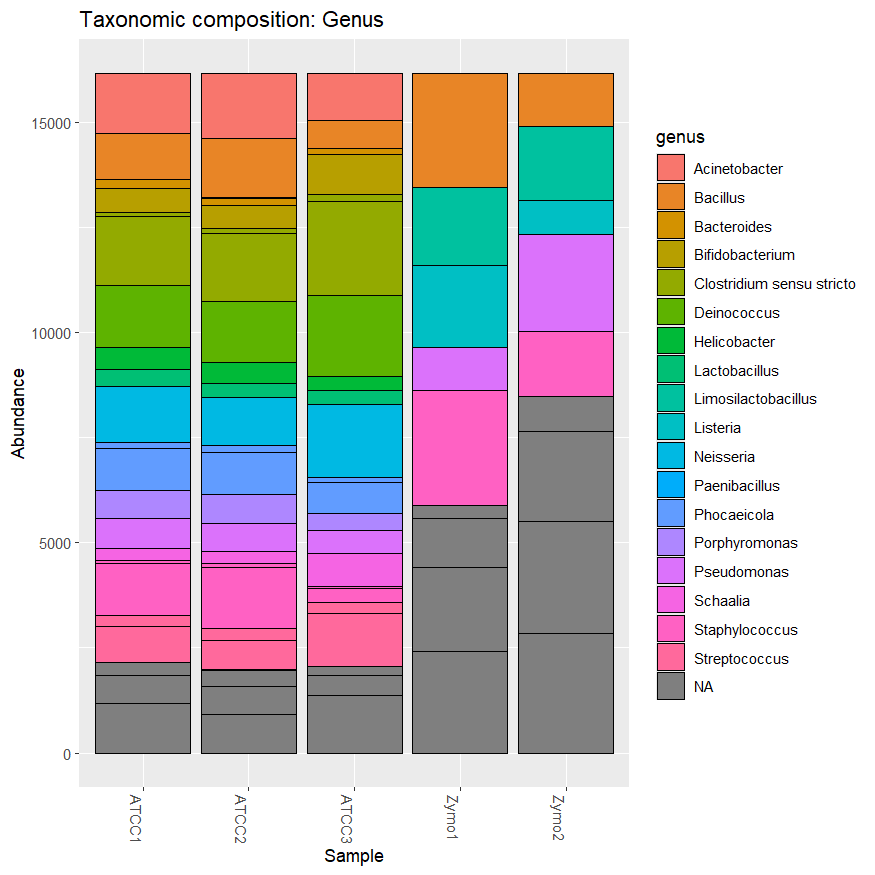 Taxonomic composition: Genus
Abundance
15000
10000
5000
0
ATCC1
ATCC2
ATCC3
Zymo1
Zymo2
Sample
genus
Acinetobacter
Bacillus
Bacteroides
Bifidobacterium
Clostridium sensu stricto
Deinococcus
Helicobacter
Lactobacillus
Limosilactobacillus
Listeria
Neisseria
Paenibacillus
Phocaeicola
Porphyromonas
Pseudomonas
Schaalia
Staphylococcus
Streptococcus
NA